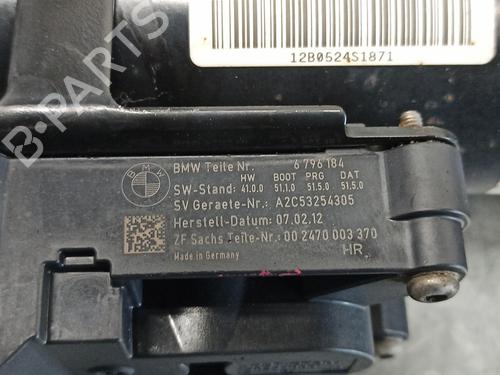 12B0524S1871
B-PARTS
BMW
BMW Teile Nr. 6 796 184
HW BOOT PRG DAT
SW-Stand: 41.0.0 51.1.0 51.5.0 51.5.0
SV Geraete-Nr.: A2C53254305
Herstell-Datum: 07.02.12
ZF Sachs Teile-Nr.: 00 2470 003 370
Made in Germany HR